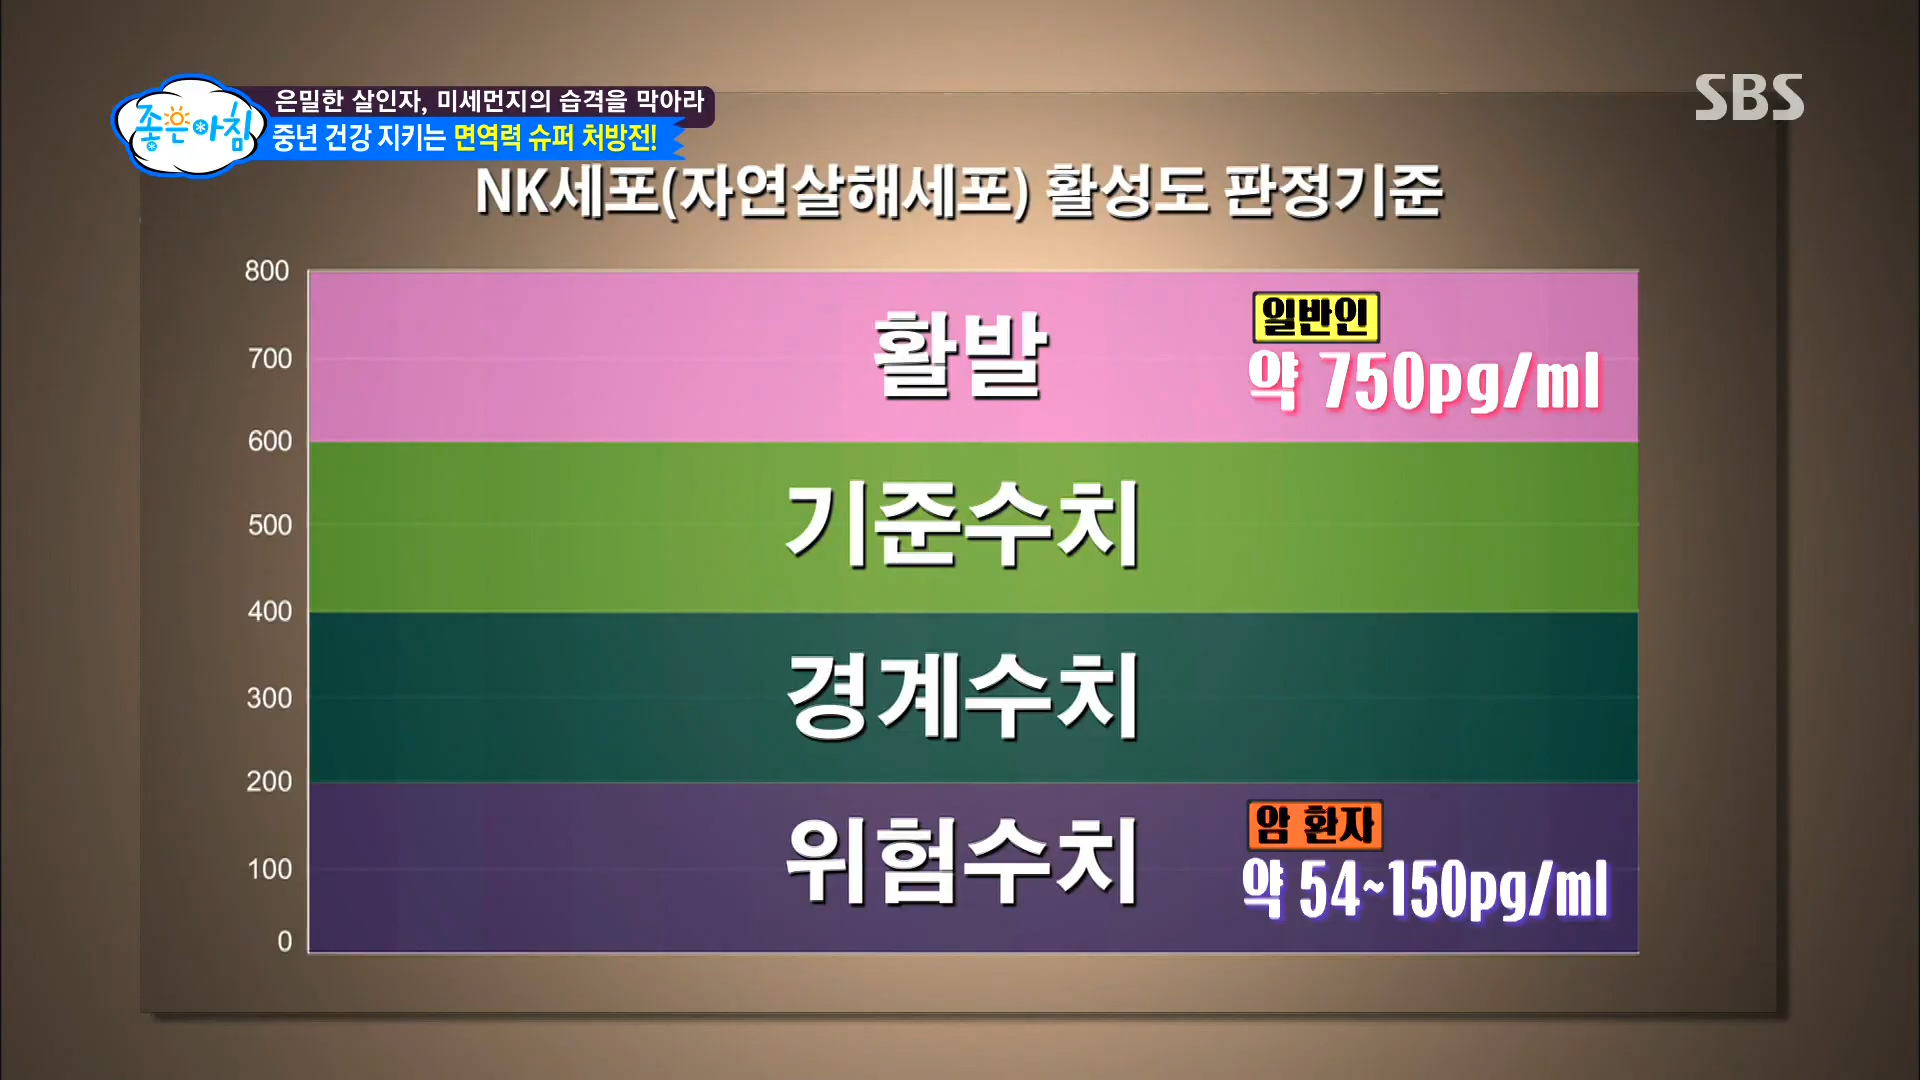 은밀한 살인자, 미세먼지의 습격을 막아라
좋은아침
중년 건강 지키는 면역력 슈퍼 처방전!
SBS
NK세포(자연살해세포) 활성도 판정기준
800
700
600
500
400
300
200
100
0
활발
일반인
약 750pg/ml
기준수치
경계수치
위험수치
암 환자
약 54~150pg/ml